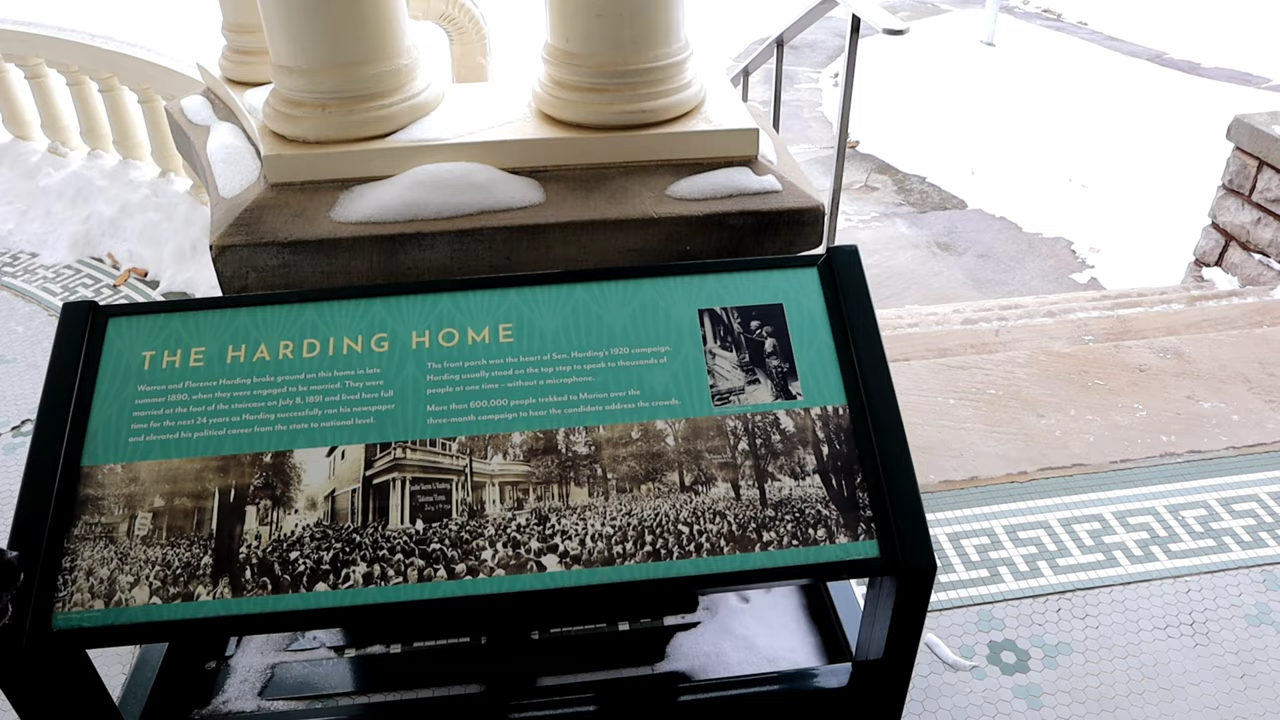 THE HARDING HOME
Warren and Florence Harding broke ground on this home in late
summer 1890, when they were engaged to be married. They were
married at the foot of the staircase on July 8, 1891 and lived here full
time for the next 24 years as Harding successfully ran his newspaper
and elevated his political career from the state to national level.
The front porch was the heart of Sen. Harding's 1920 campaign.
Harding usually stood on the top step to speak to thousands of
people at one time – without a microphone.
More than 600,000 people trekked to Marion over the
three-month campaign to hear the candidate address the crowds.